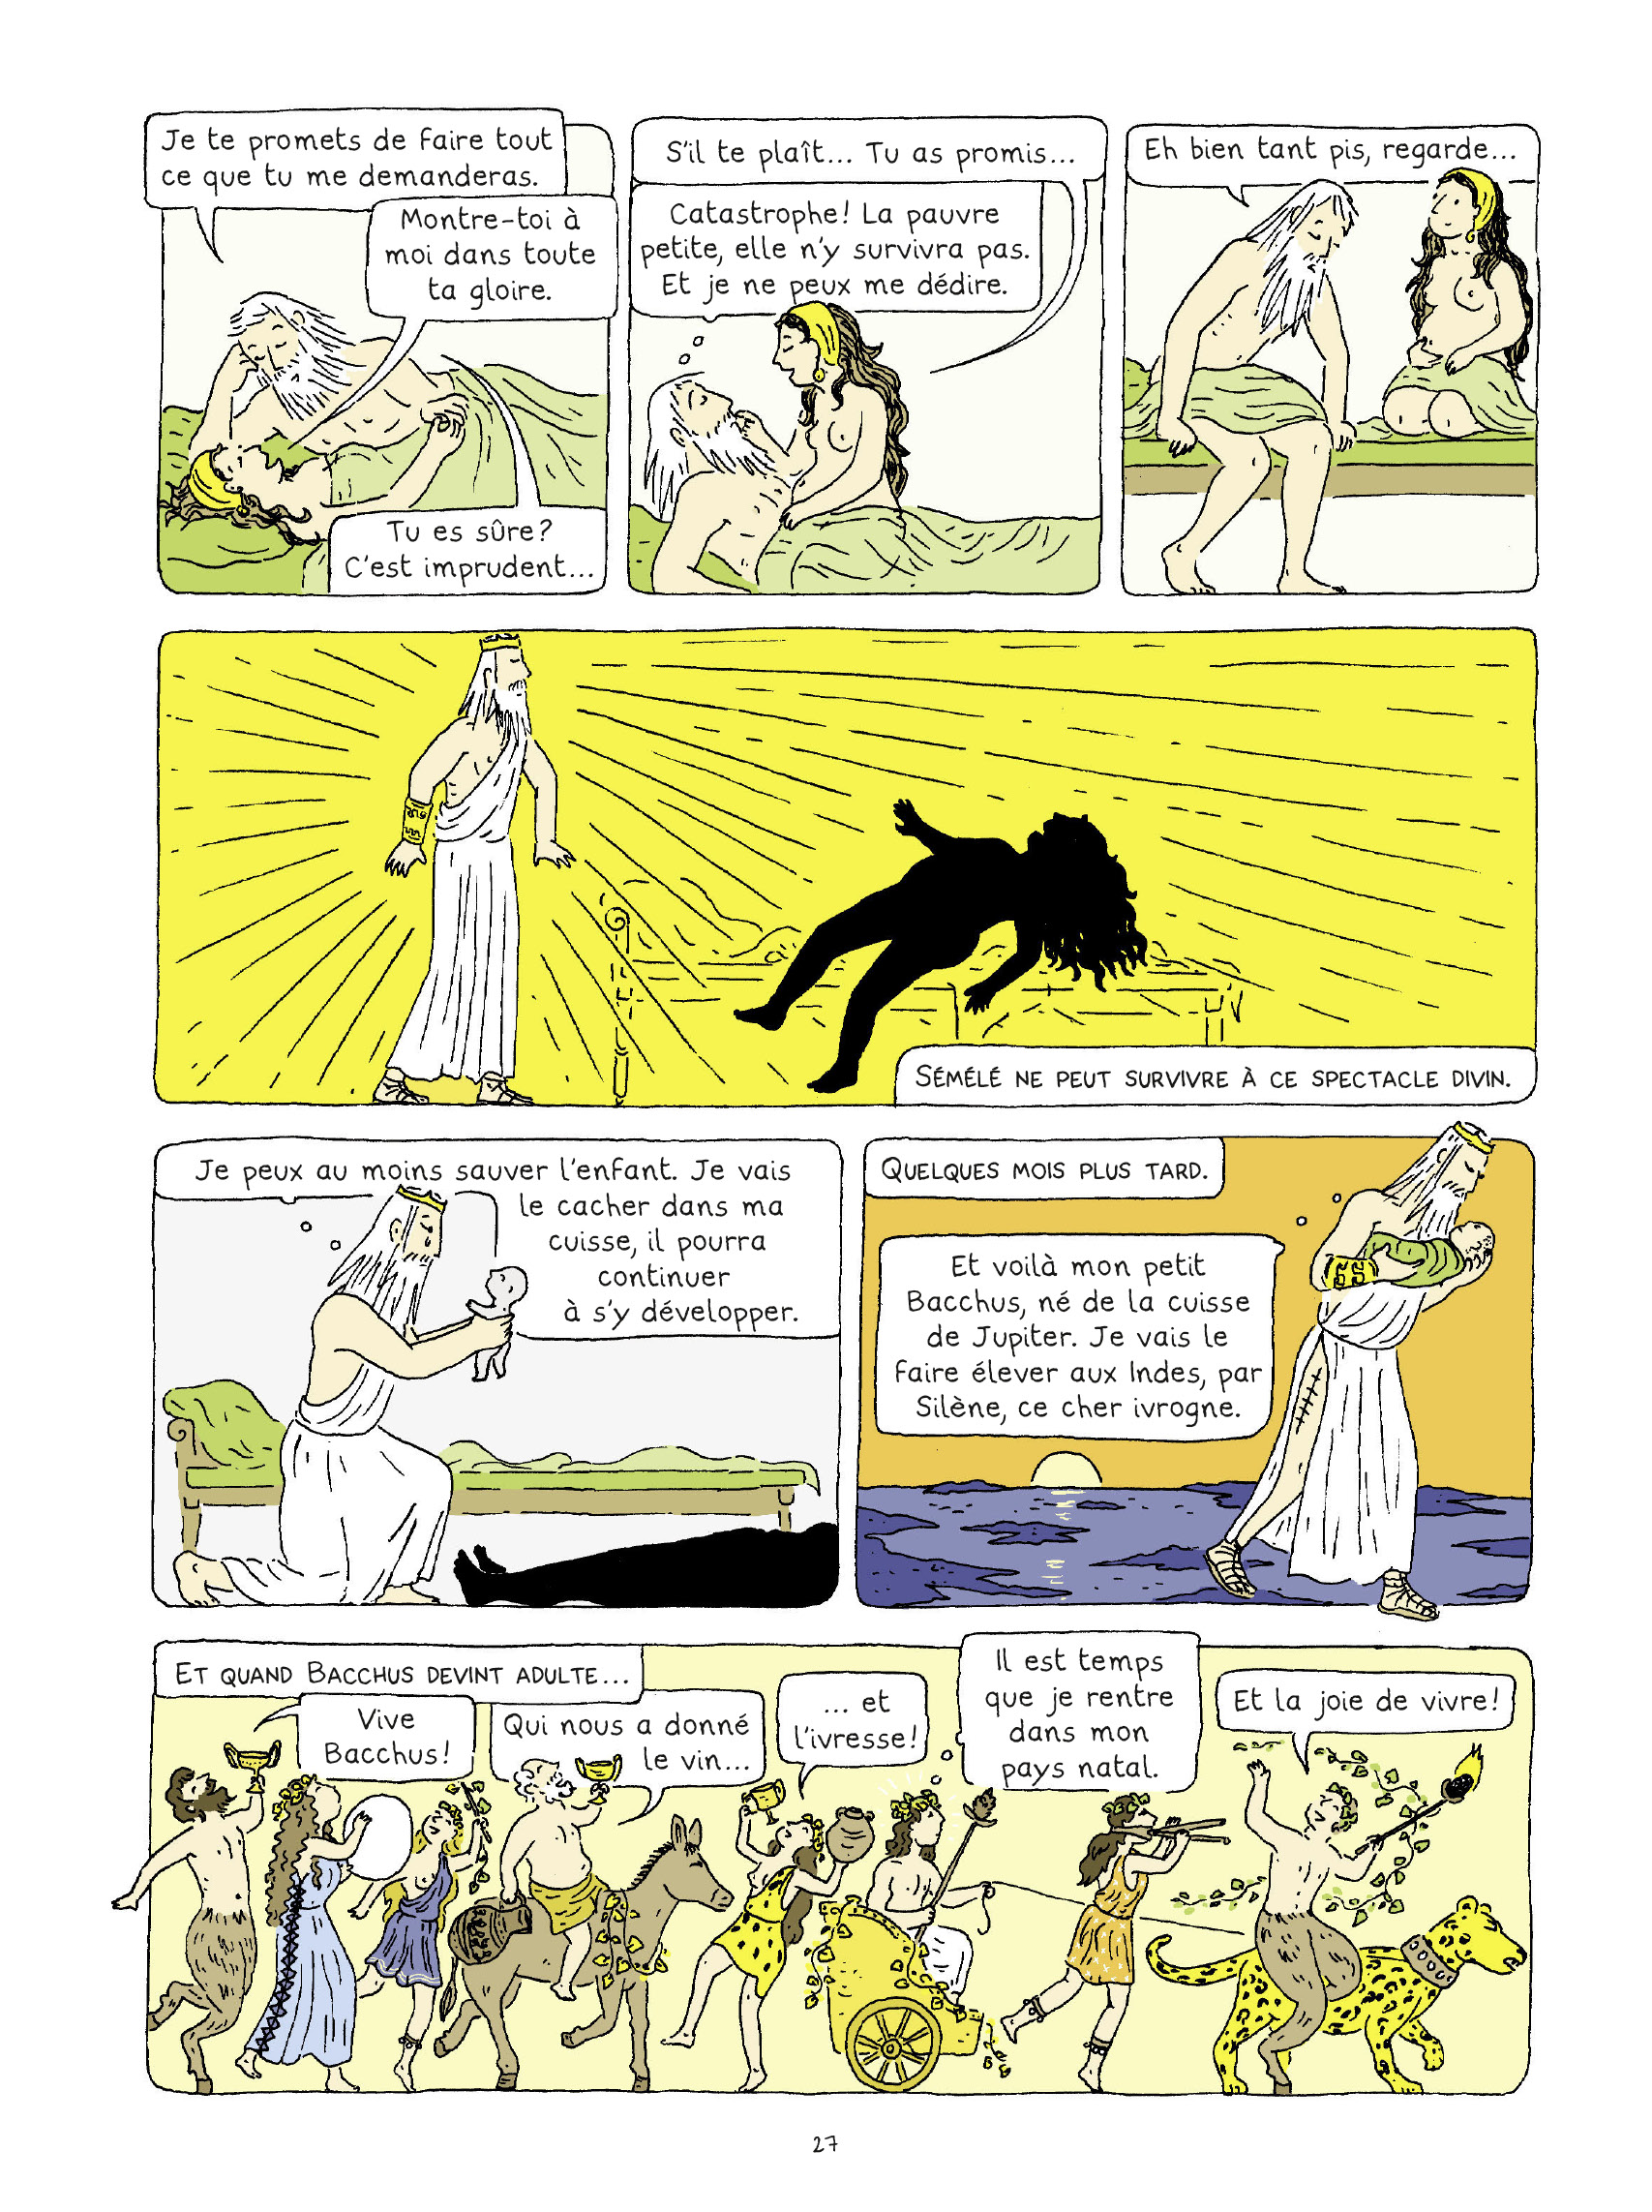 Je te promets de faire tout
ce que tu me demanderas.
Montre-toi à
moi dans toute
ta gloire.
Tu es sûre?
C'est imprudent...
S'il te plaît... Tu as promis...
Catastrophe! La pauvre
petite, elle n'y survivra pas.
Et je ne peux me dédire.
Eh bien tant pis, regarde...
SÉMÉLÉ NE PEUT SURVIVRE À CE SPECTACLE DIVIN.
Je peux au moins sauver l'enfant. Je vais
le cacher dans ma
cuisse, il pourra
continuer
à s'y développer.
QUELQUES MOIS PLUS TARD.
Et voilà mon petit
Bacchus, né de la cuisse
de Jupiter. Je vais le
faire élever aux Indes, par
Silène, ce cher ivrogne.
ET QUAND BACCHUS DEVINT ADULTE...
Vive
Bacchus!
Qui nous a donné
le vin...
... et
l'ivresse!
Il est temps
que je rentre
dans mon
pays natal.
Et la joie de vivre!
27